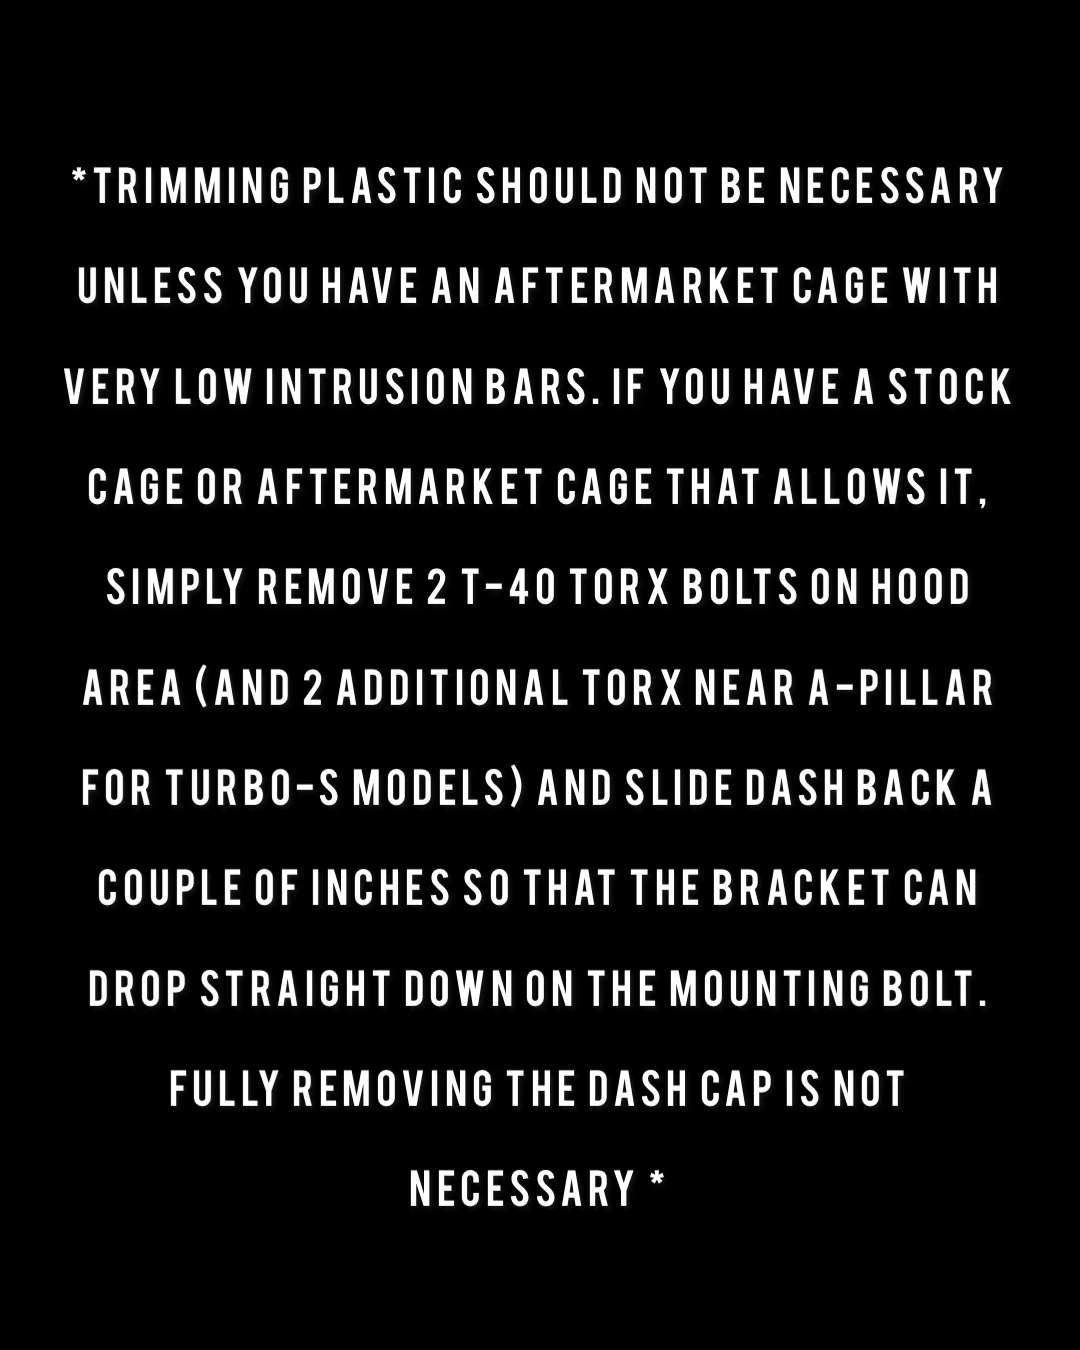 *TRIMMING PLASTIC SHOULD NOT BE NECESSARY
UNLESS YOU HAVE AN AFTERMARKET CAGE WITH
VERY LOW INTRUSION BARS. IF YOU HAVE A STOCK
CAGE OR AFTERMARKET CAGE THAT ALLOWS IT,
SIMPLY REMOVE 2 T-40 TORX BOLTS ON HOOD
AREA (AND 2 ADDITIONAL TORX NEAR A-PILLAR
FOR TURBO-S MODELS) AND SLIDE DASH BACK A
COUPLE OF INCHES SO THAT THE BRACKET CAN
DROP STRAIGHT DOWN ON THE MOUNTING BOLT.
FULLY REMOVING THE DASH CAP IS NOT
NECESSARY *